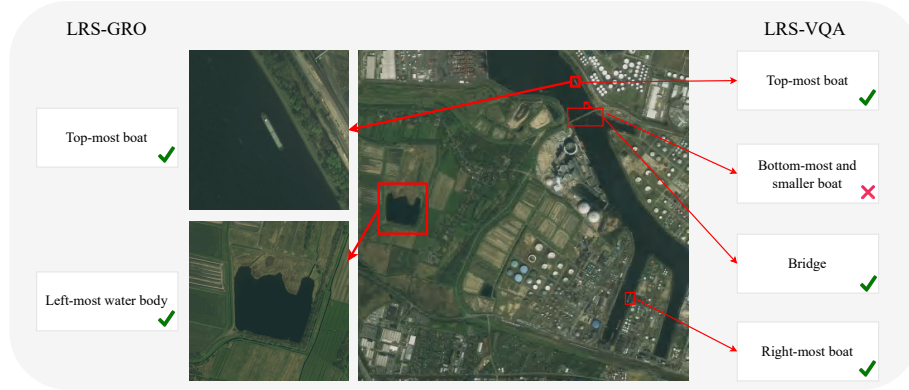 LRS-GRO
LRS-VQA
Top-most boat
Left-most water body
Top-most boat
Bottom-most and
smaller boat
Bridge
Right-most boat